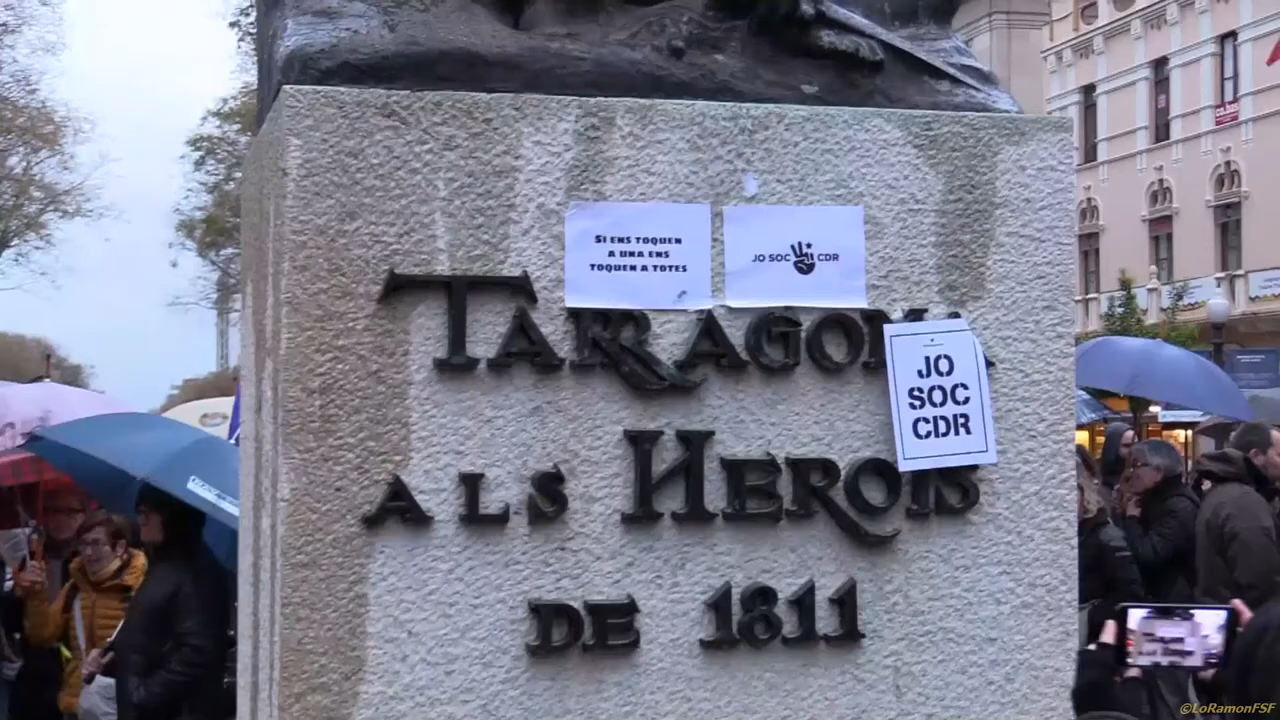 SI ENS TOQUEN
A UNA ENS
TOQUEN A TOTES
JO SOC CDR
TARRAGONA
JO
SOC
CDR
ALS HEROIS
DE 1811
©LoRamonFSF